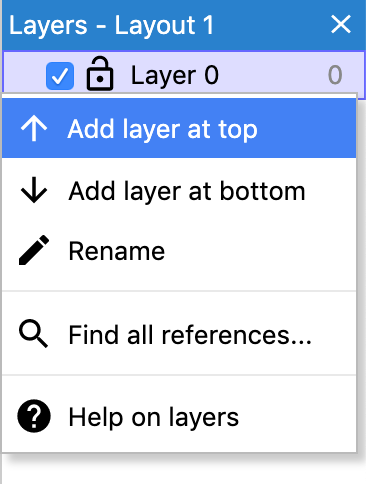 Layers - Layout 1
Layer 0 0
Add layer at top
Add layer at bottom
Rename
Find all references...
Help on layers